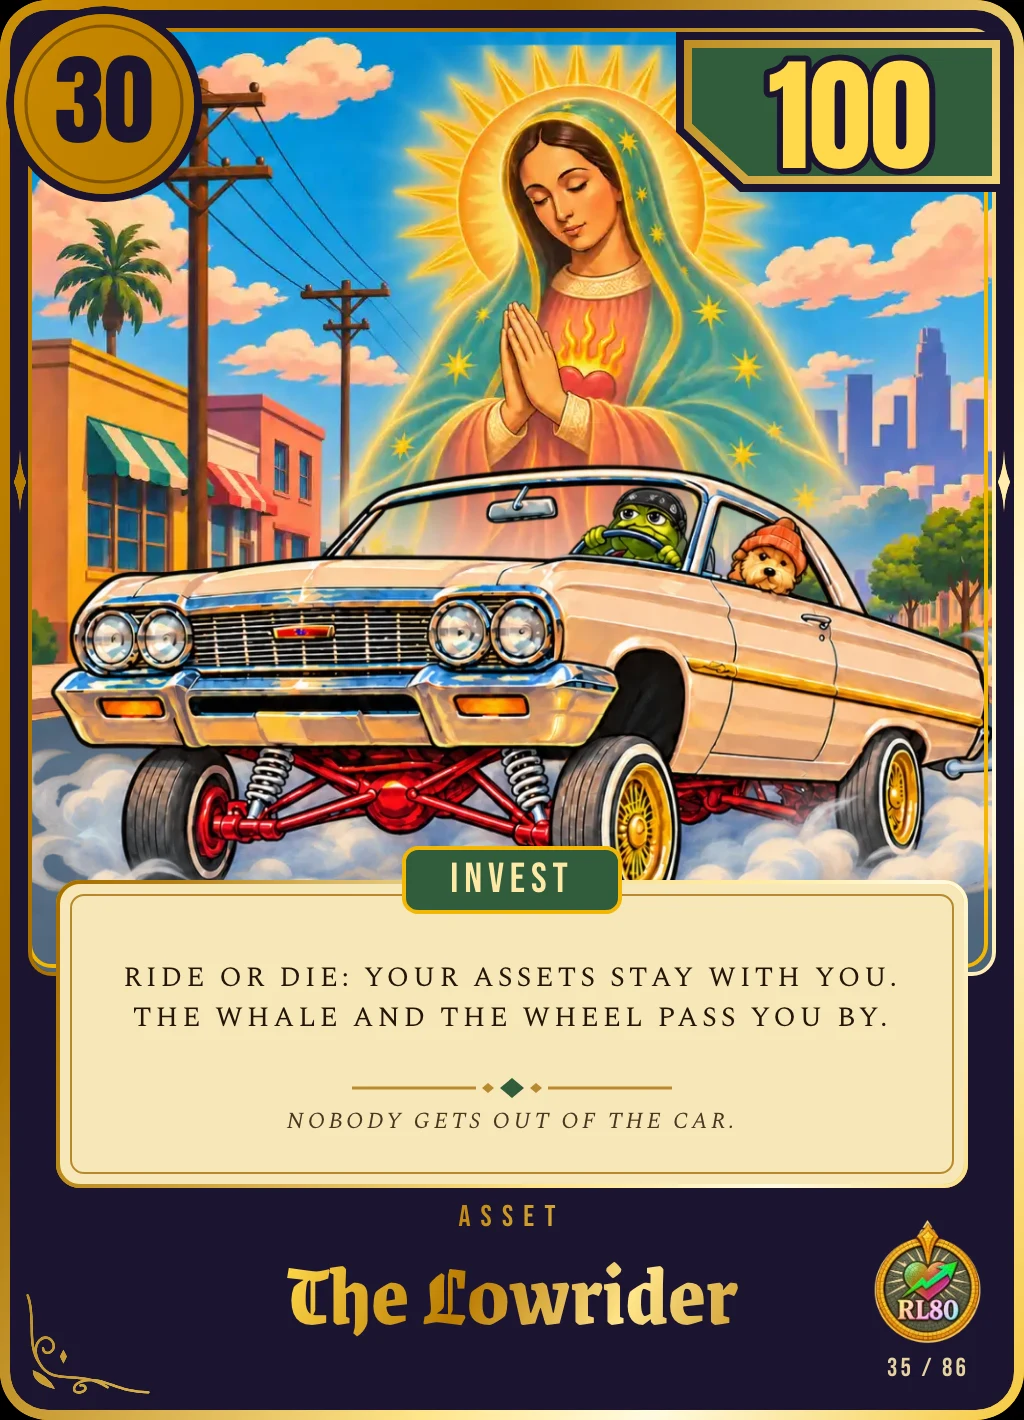 30
100
INVEST
RIDE OR DIE: YOUR ASSETS STAY WITH YOU.
THE WHALE AND THE WHEEL PASS YOU BY.
NOBODY GETS OUT OF THE CAR.
ASSET
The Lowrider
RL80
35 / 86